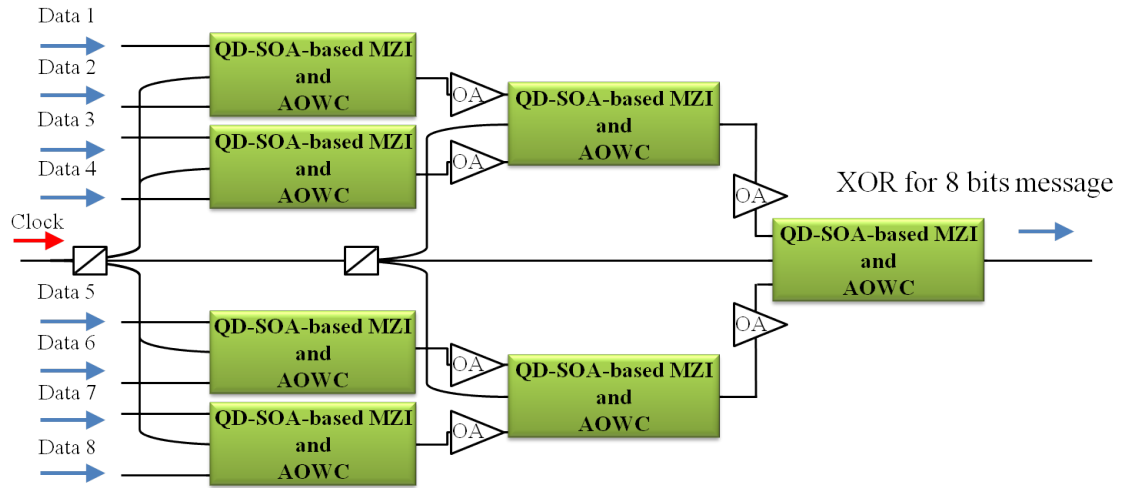 Data 1
Data 2
Data 3
Data 4
Clock
Data 5
Data 6
Data 7
Data 8
QD-SOA-based MZI
and
AOWC
QD-SOA-based MZI
and
AOWC
QD-SOA-based MZI
and
AOWC
QD-SOA-based MZI
and
AOWC
OA
OA
OA
OA
QD-SOA-based MZI
and
AOWC
QD-SOA-based MZI
and
AOWC
OA
OA
QD-SOA-based MZI
and
AOWC
XOR for 8 bits message